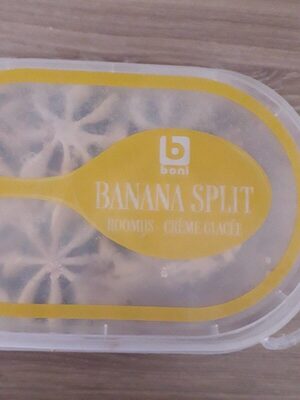 boni
BANANA SPLIT
ROOMIJS CRÈME GLACÉE